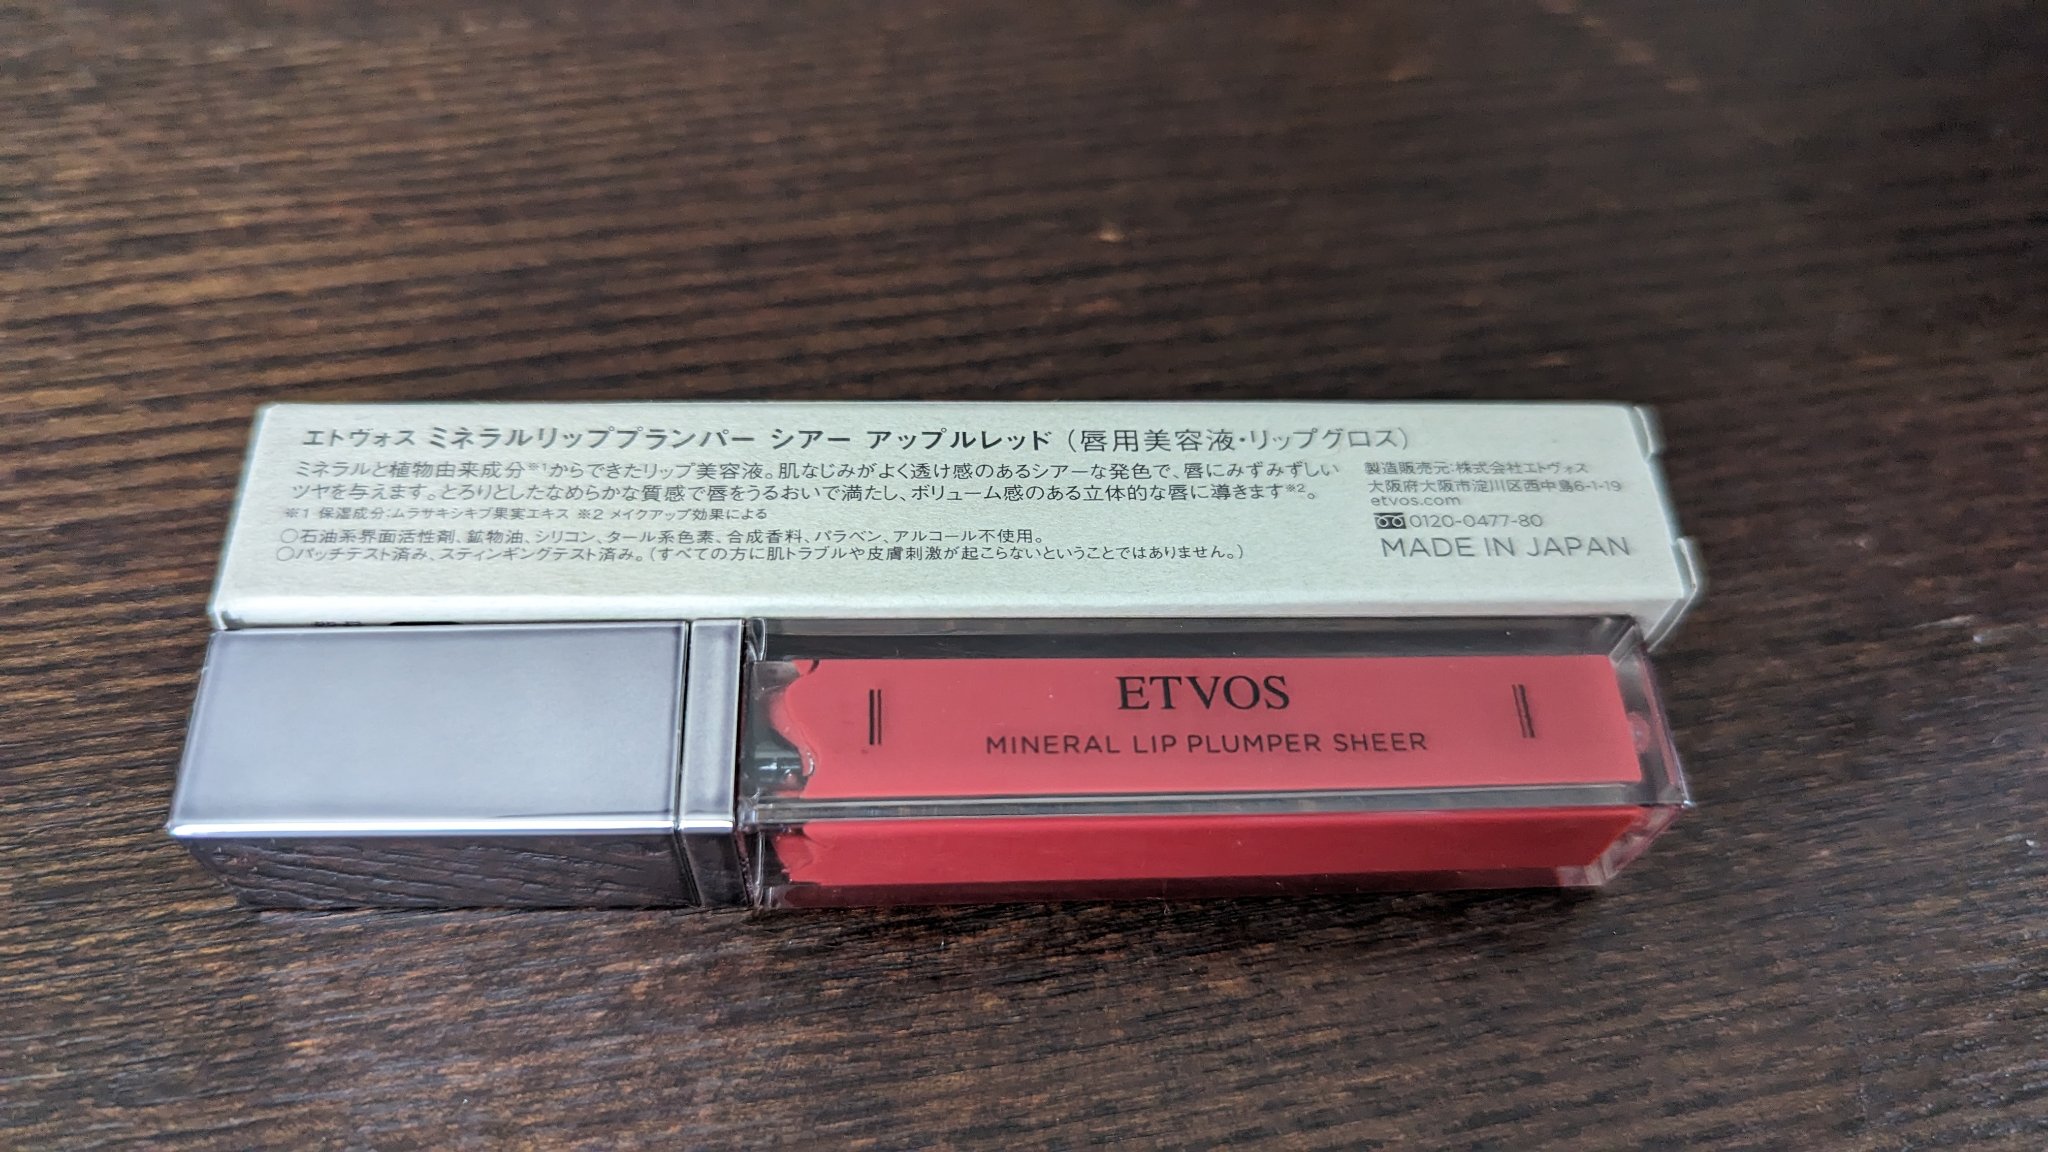 エトヴォス ミネラルリッププランパー シアー アップルレッド（唇用美容液・リップグロス）
ミネラルと植物由来成分※1からできたリップ美容液。肌なじみがよく透け感のあるシアーな発色で、唇にみずみずしい
ツヤを与えます。とろりとしたなめらかな質感で唇をうるおいで満たし、ボリューム感のある立体的な唇に導きます※2。
※1 保湿成分:ムラサキシキブ果実エキス ※2 メイクアップ効果による
○石油系界面活性剤、鉱物油、シリコン、タール系色素、合成香料、パラベン、アルコール不使用。
○パッチテスト済み、スティンギングテスト済み。（すべての方に肌トラブルや皮膚刺激が起こらないということではありません。）
製造販売元:株式会社エトヴォス
大阪府大阪市淀川区西中島6-1-19
etvos.com
0120-0477-80
MADE IN JAPAN
ETVOS
MINERAL LIP PLUMPER SHEER